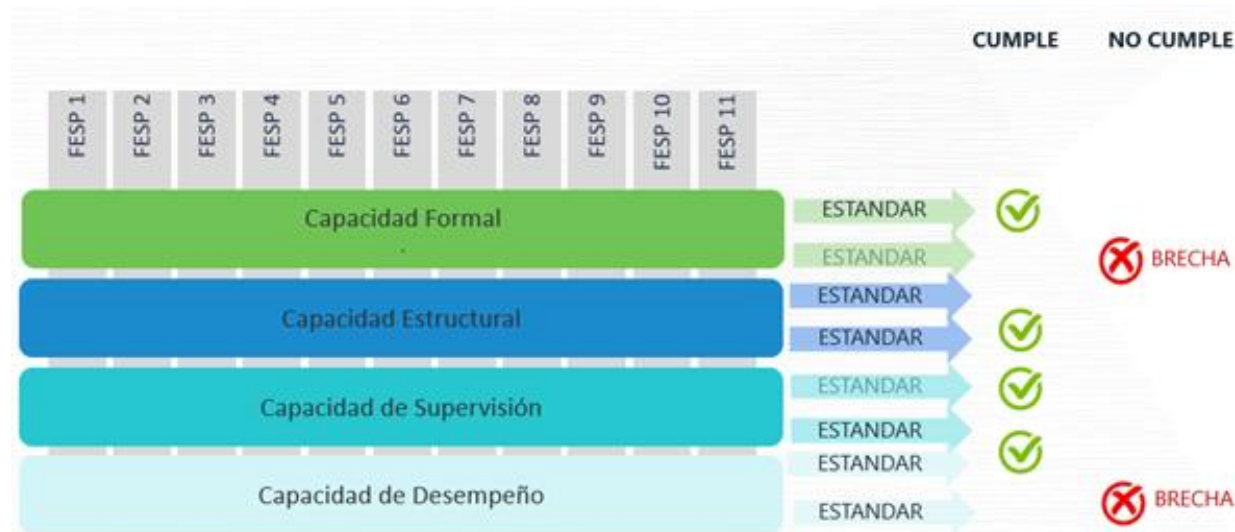 CUMPLE NO CUMPLE
FESP 1 FESP 2 FESP 3 FESP 4 FESP 5 FESP 6 FESP 7 FESP 8 FESP 9 FESP 10 FESP 11
Capacidad Formal
ESTANDAR
ESTANDAR
BRECHA
Capacidad Estructural
ESTANDAR
ESTANDAR
Capacidad de Supervisión
ESTANDAR
ESTANDAR
Capacidad de Desempeño
ESTANDAR
ESTANDAR
BRECHA